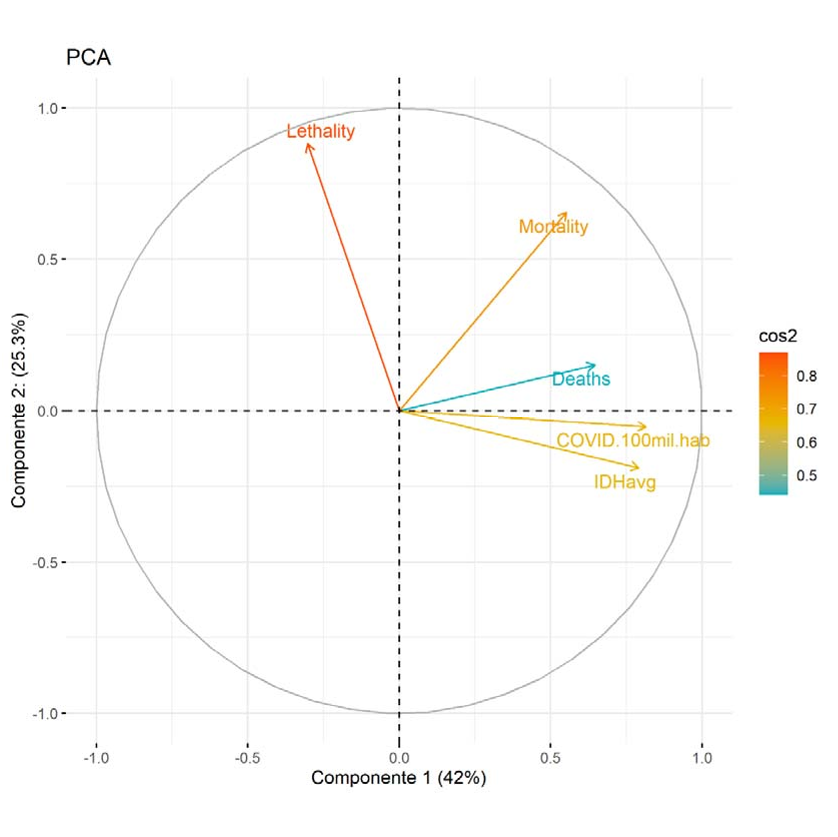 PCA
1.0
0.5
0.0
-0.5
-1.0
Componente 2: (25.3%)
Lethality
Mortality
Deaths
COVID.100mil.hab
IDHavg
cos2
0.8
0.7
0.6
0.5
-1.0
-0.5
0.0
0.5
1.0
Componente 1 (42%)